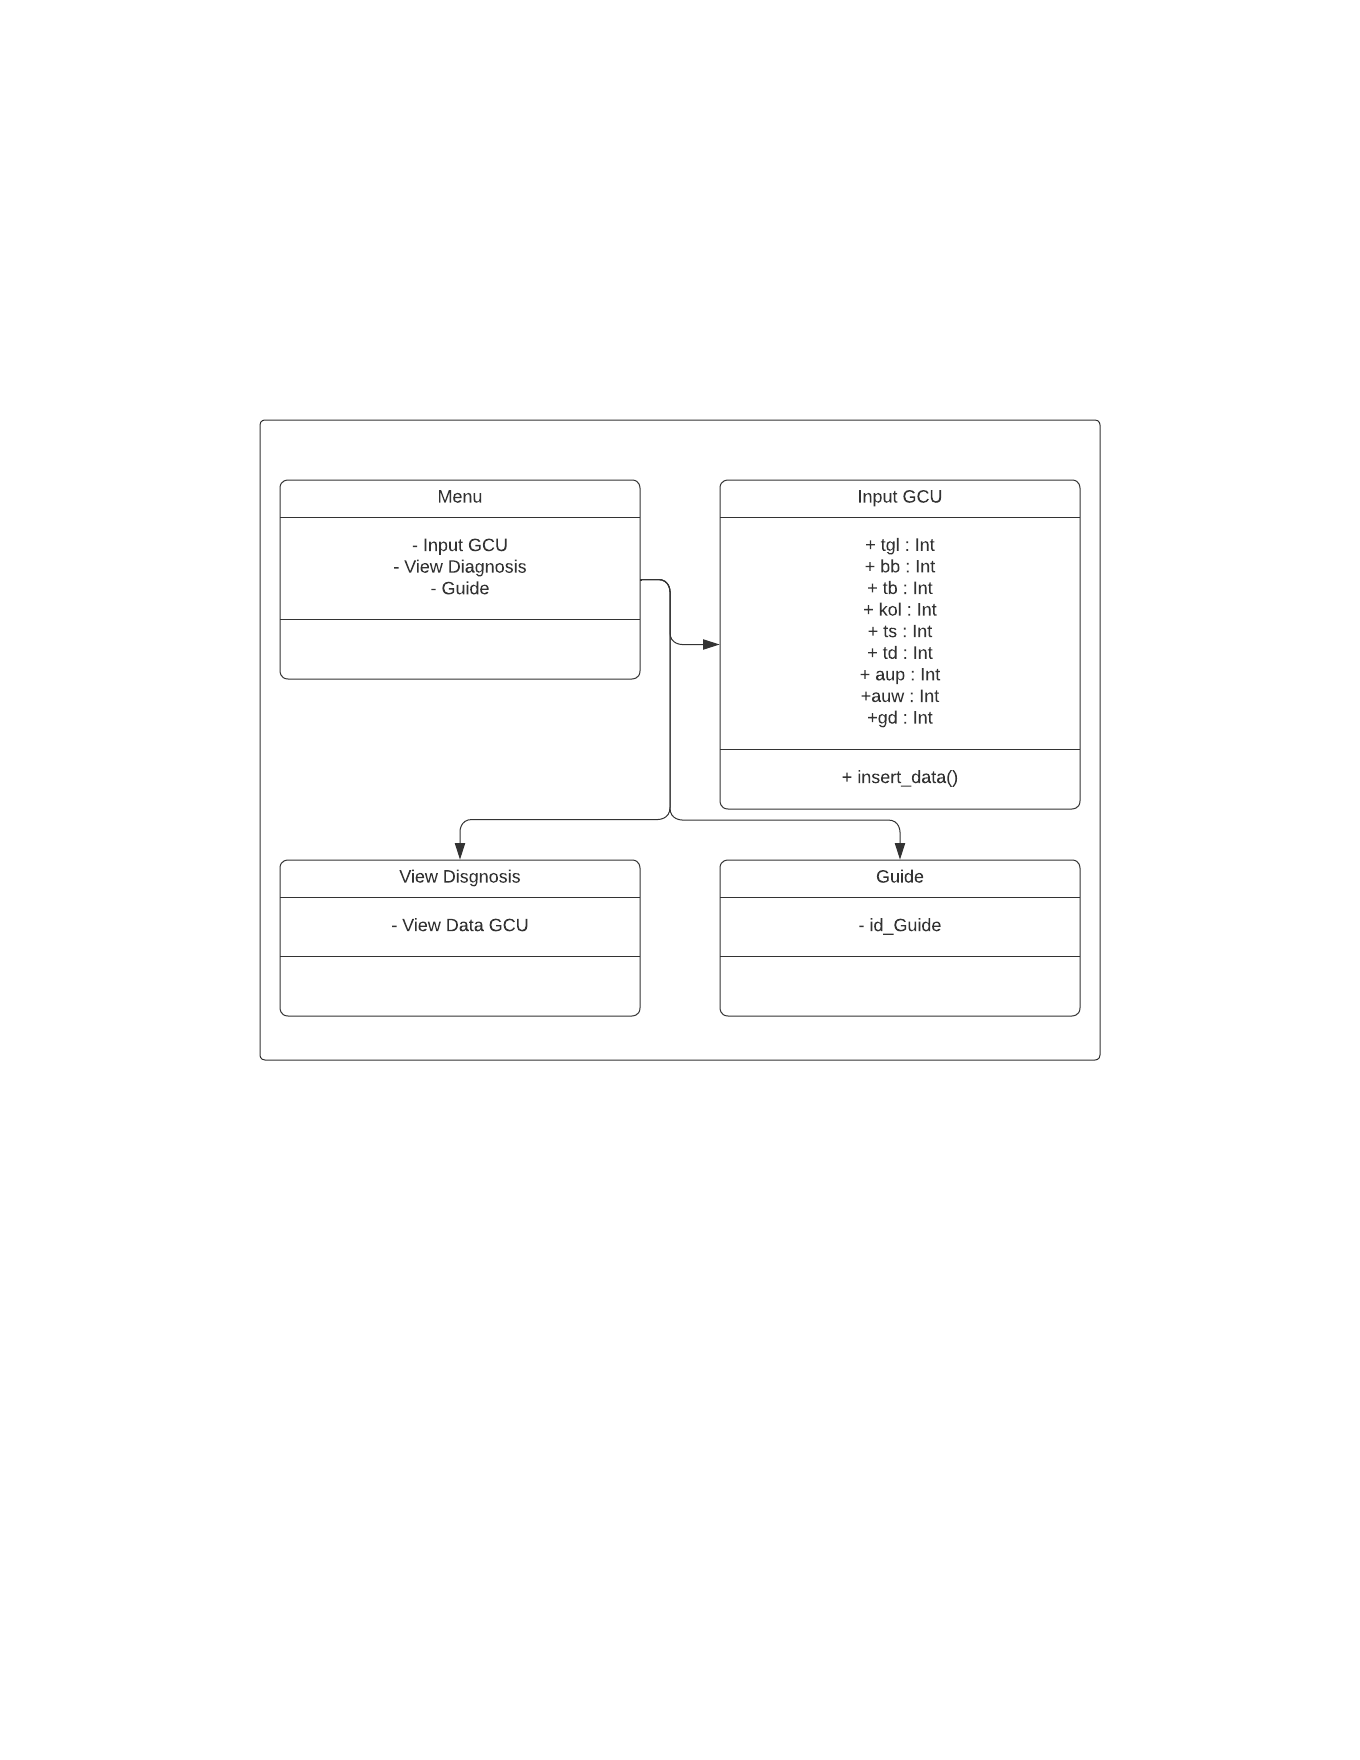 Menu
- Input GCU
- View Diagnosis
- Guide
Input GCU
+ tgl : Int
+ bb : Int
+ tb : Int
+ kol : Int
+ ts : Int
+ td : Int
+ aup : Int
+auw : Int
+gd : Int
+ insert_data()
View Disgnosis
- View Data GCU
Guide
- id_Guide